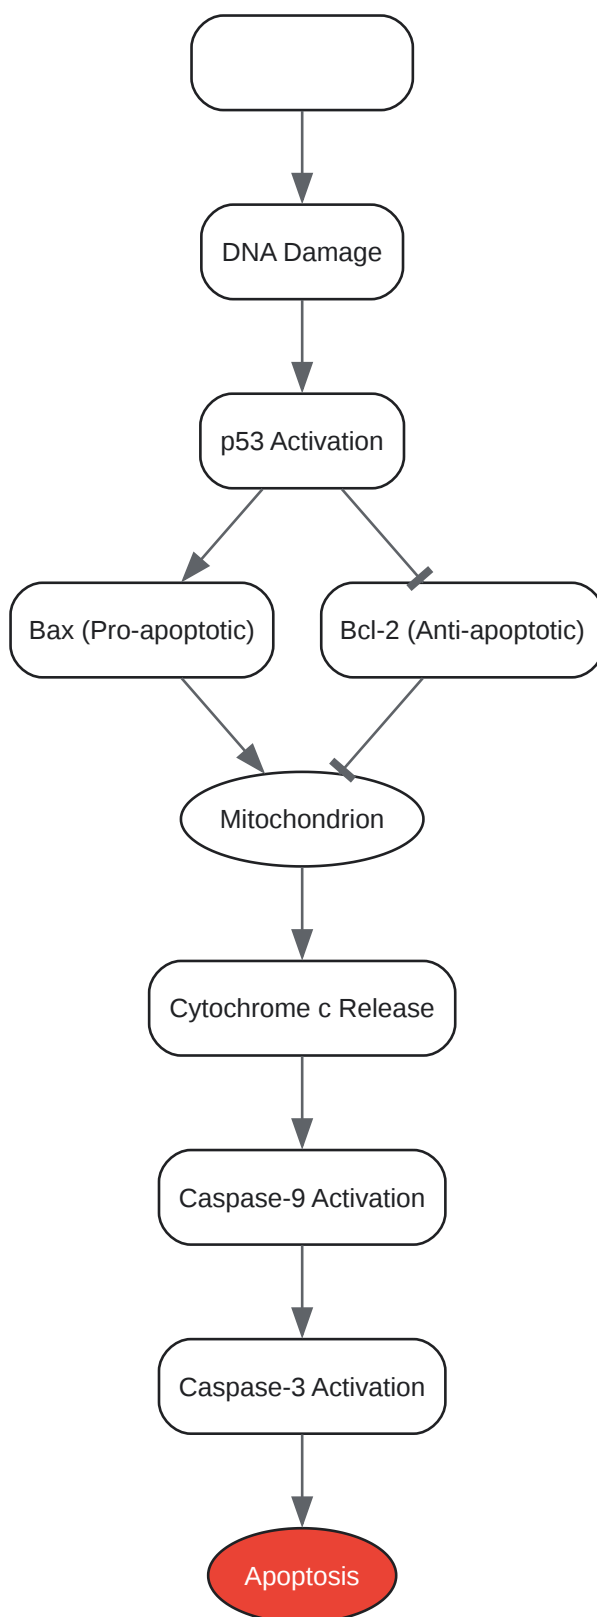 DNA Damage
p53 Activation
Bax (Pro-apoptotic)
Bcl-2 (Anti-apoptotic)
Mitochondrion
Cytochrome c Release
Caspase-9 Activation
Caspase-3 Activation
Apoptosis